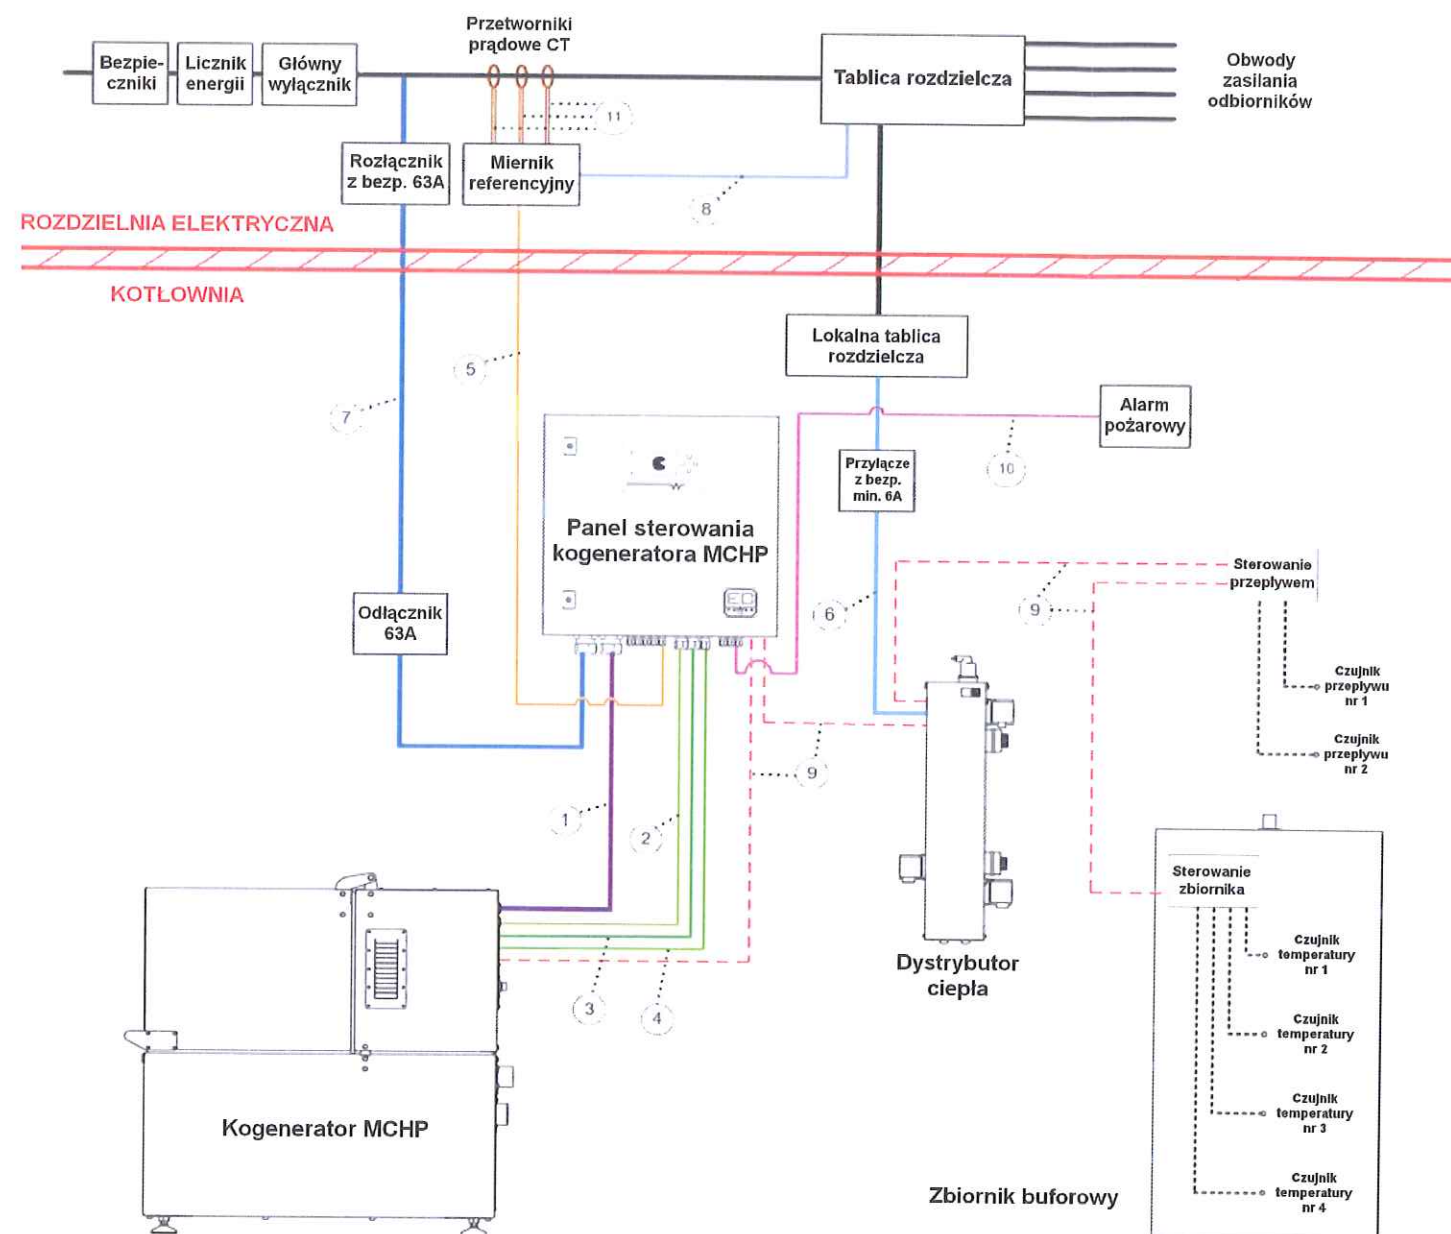 Przetworniki
prądowe CT
Bezpie-
czniki
Licznik
energii
Główny
wyłącznik
Tablica rozdzielcza
Obwody
zasilania
odbiorników
11
Rozłącznik
z bezp. 63A
Miernik
referencyjny
8
ROZDZIELNIA ELEKTRYCZNA
KOTŁOWNIA
Lokalna tablica
rozdzielcza
5
7
Alarm
pożarowy
10
Przyłącze
z bezp.
min. 6A
Panel sterowania
kogeneratora MCHP
EC
Odłącznik
63A
6
9
Sterowanie
przepływem
Czujnik
przepływu
nr 1
Czujnik
przepływu
nr 2
9
1
2
3
4
Sterowanie
zbiornika
Czujnik
temperatury
nr 1
Czujnik
temperatury
nr 2
Czujnik
temperatury
nr 3
Czujnik
temperatury
nr 4
Dystrybutor
ciepła
Kogenerator MCHP
Zbiornik buforowy